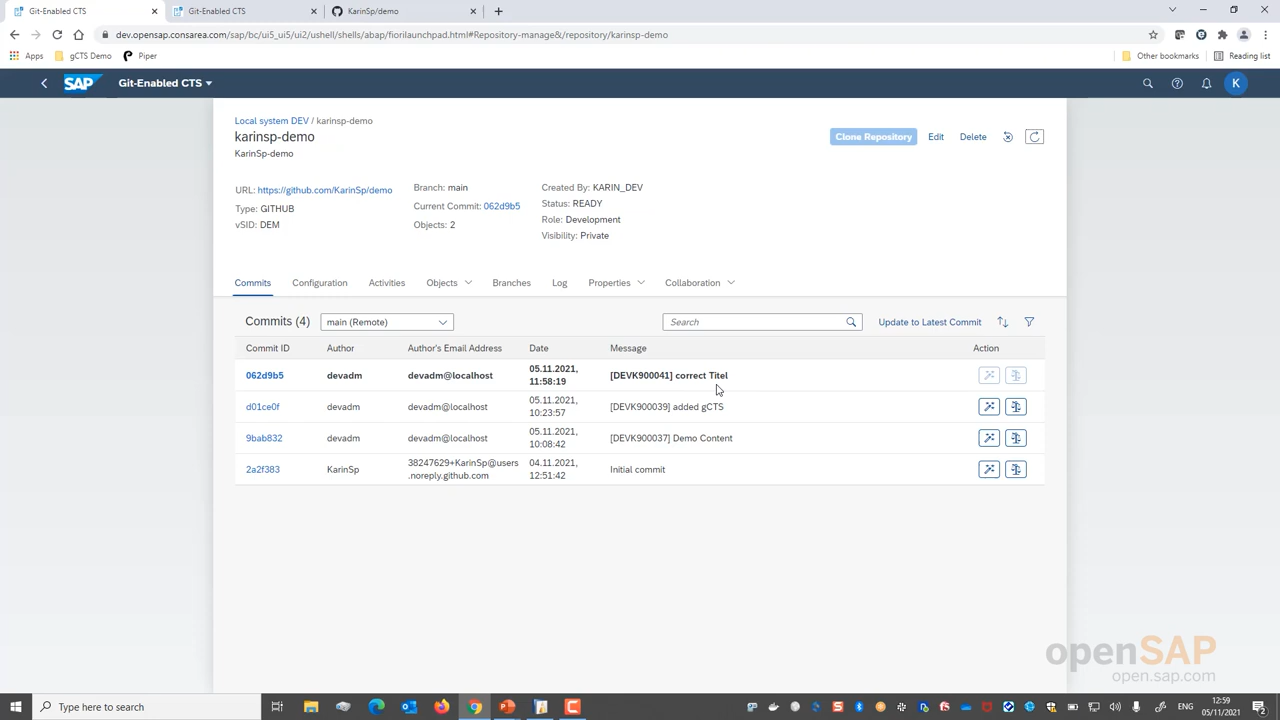 Git-Enabled CTS
Git-Enabled CTS
KarinSp/demo
dev.opensap.consarea.com/sap/bc/ui5_ui5/ui2/ushell/shells/abap/fiorilaunchpad.html#Repository-manage&/repository/karinsp-demo
Apps
gCTS Demo
Piper
Other bookmarks
Reading list
SAP
Git-Enabled CTS
K
Local system DEV / karinsp-demo
karinsp-demo
Clone Repository
Edit
Delete
KarinSp-demo
URL: https://github.com/KarinSp/demo
Type: GITHUB
vSID: DEM
Branch: main
Current Commit: 062d9b5
Objects: 2
Created By: KARIN_DEV
Status: READY
Role: Development
Visibility: Private
Commits
Configuration
Activities
Objects
Branches
Log
Properties
Collaboration
Commits (4)
main (Remote)
Search
Update to Latest Commit
Commit ID Author Author's Email Address Date Message Action
062d9b5 devadm devadm@localhost 05.11.2021, [DEVK900041] correct Titel
11:58:19
d01ce0f devadm devadm@localhost 05.11.2021, [DEVK900039] added gCTS
10:23:57
9bab832 devadm devadm@localhost 05.11.2021, [DEVK900037] Demo Content
10:08:42
2a2f383 KarinSp 38247629+KarinSp@users 04.11.2021, Initial commit
.noreply.github.com 12:51:42
openSAP
open.sap.com
Type here to search
ENG
12:59
05/11/2021
2